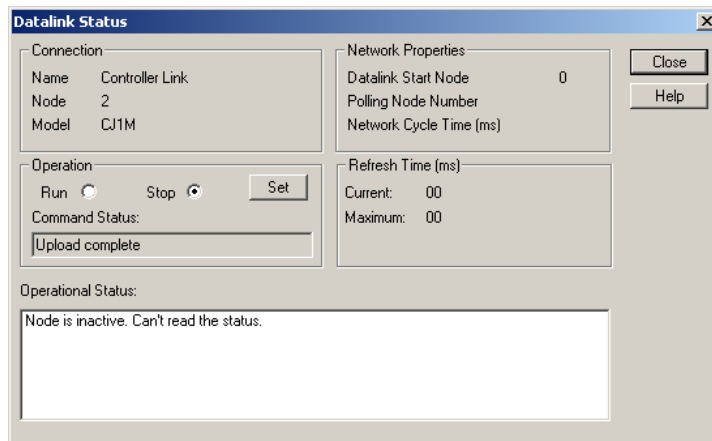 Datalink Status
Connection
Name Controller Link
Node 2
Model CJ1M
Network Properties
Datalink Start Node 0
Polling Node Number
Network Cycle Time (ms)
Close
Help
Operation
Run Stop Set
Command Status:
Upload complete
Refresh Time (ms)
Current: 00
Maximum: 00
Operational Status:
Node is inactive. Can't read the status.